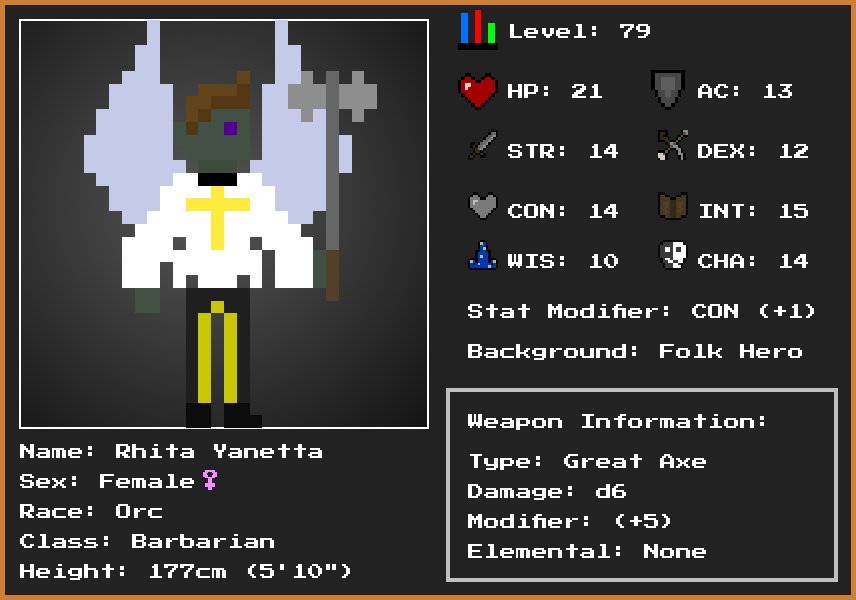 Level: 79
HP: 21
AC: 13
STR: 14
DEX: 12
CON: 14
INT: 15
WIS: 10
CHA: 14
Stat Modifier: CON (+1)
Background: Folk Hero
Weapon Information:
Type: Great Axe
Damage: d6
Modifier: (+5)
Elemental: None
Name: Rhita Yanetta
Sex: Female♀
Race: Orc
Class: Barbarian
Height: 177cm (5'10")